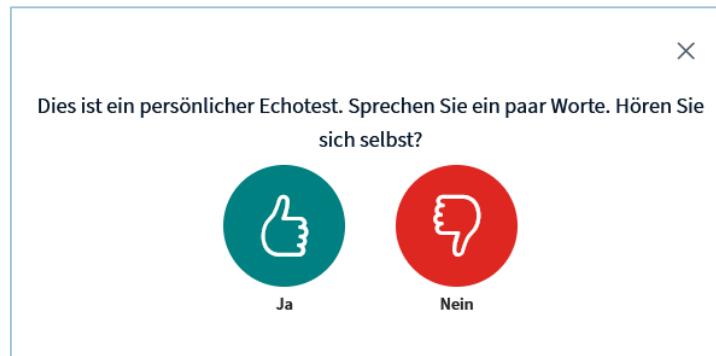 Dies ist ein persönlicher Echotest. Sprechen Sie ein paar Worte. Hören Sie
sich selbst?
Ja
Nein